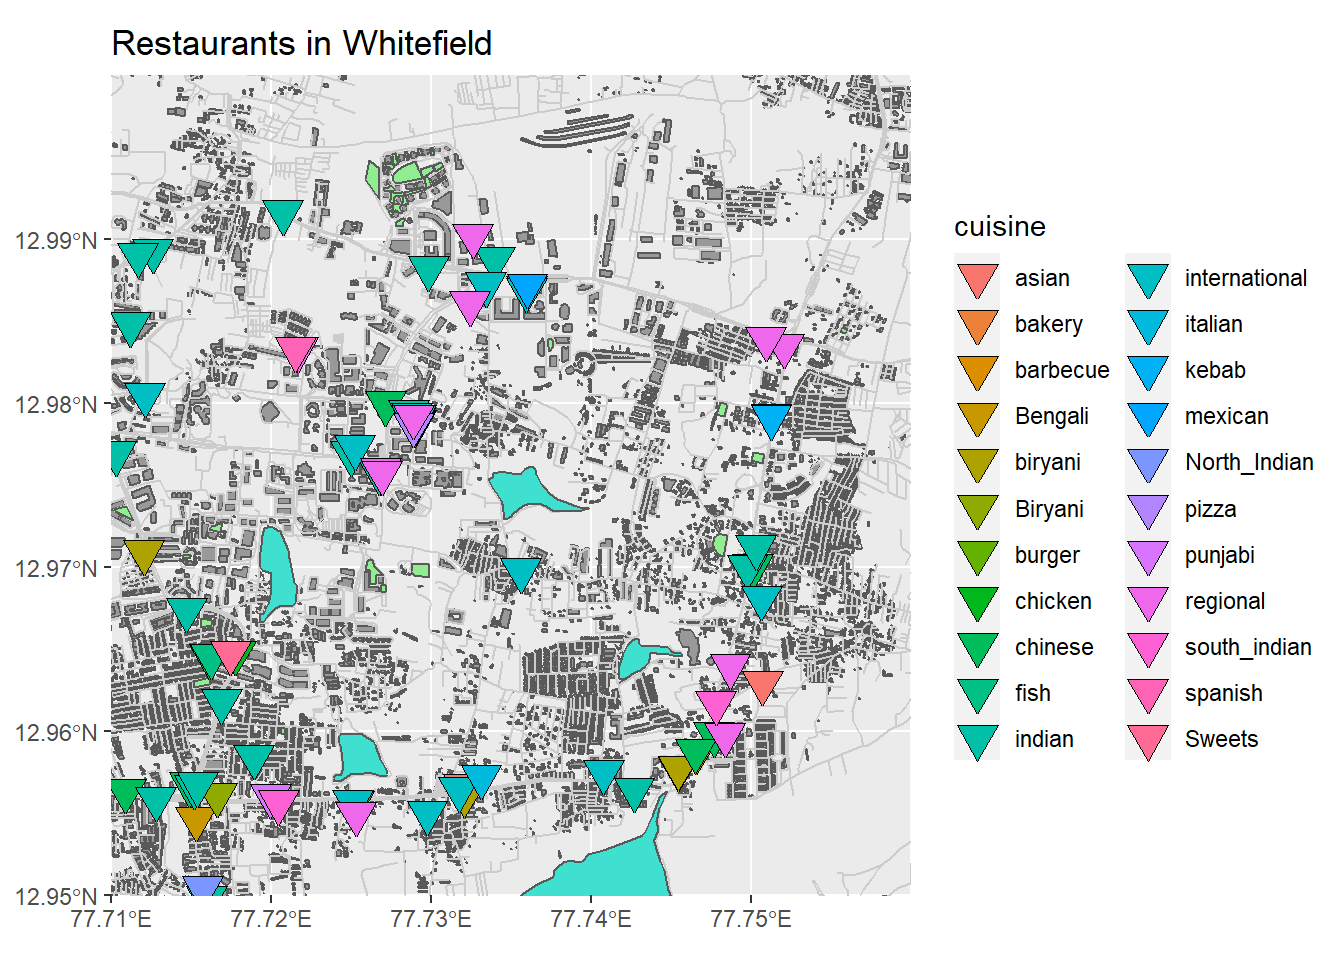 Restaurants in Whitefield
12.99°N
12.98°N
12.97°N
12.96°N
12.95°N
77.71°E
77.72°E
77.73°E
77.74°E
77.75°E
cuisine
asian
bakery
barbecue
Bengali
biryani
Biryani
burger
chicken
chinese
fish
indian
international
italian
kebab
mexican
North_Indian
pizza
punjabi
regional
south_indian
spanish
Sweets